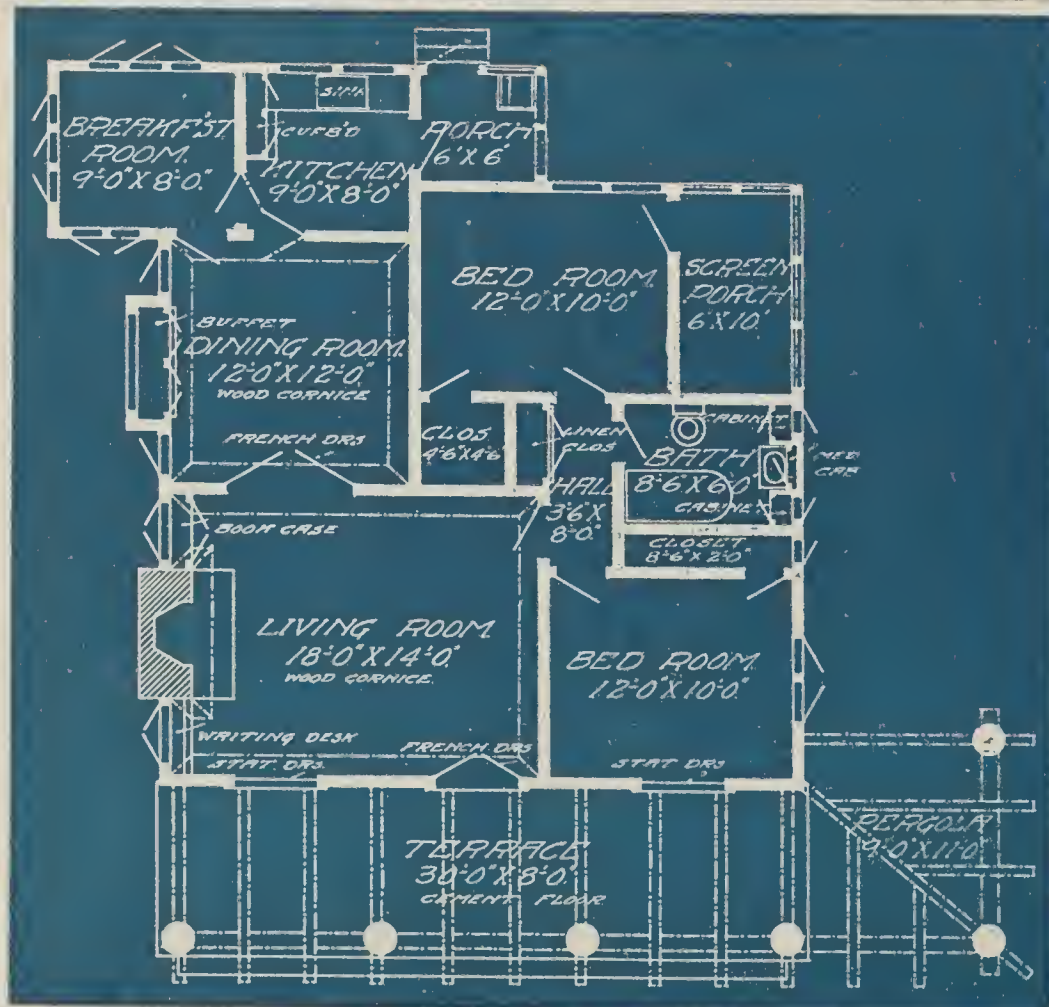 BREAKF'ST.
ROOM.
9'-0" X 8'-0".
SINK
CUPB'D
KITCHEN
9'-0" X 8'-0"
PORCH
6' X 6'
BED ROOM.
12'-0" X 10'-0"
SCREEN
PORCH
6' X 10'.
BUFFET
DINING ROOM.
12'-0" X 12'-0".
WOOD CORNICE
FRENCH DRS
CLOS.
4'-6" X 4'-6"
LINEN
CLOS
CABINET
BATH
8'-6" X 6'-0"
MED
CAB
CABINET
HALL
3'-6" X
8'-0".
CLOSET
8'-6" X 2'-0"
BOOK CASE
LIVING ROOM
18'-0" X 14'-0".
WOOD CORNICE.
BED ROOM.
12'-0" X 10'-0".
WRITING DESK
STAT. DRS.
FRENCH DRS
STAT. DRS.
TERRACE
30'-0" X 8'-0".
CEMENT FLOOR
PERGOLA
9'-0" X 11'-0"